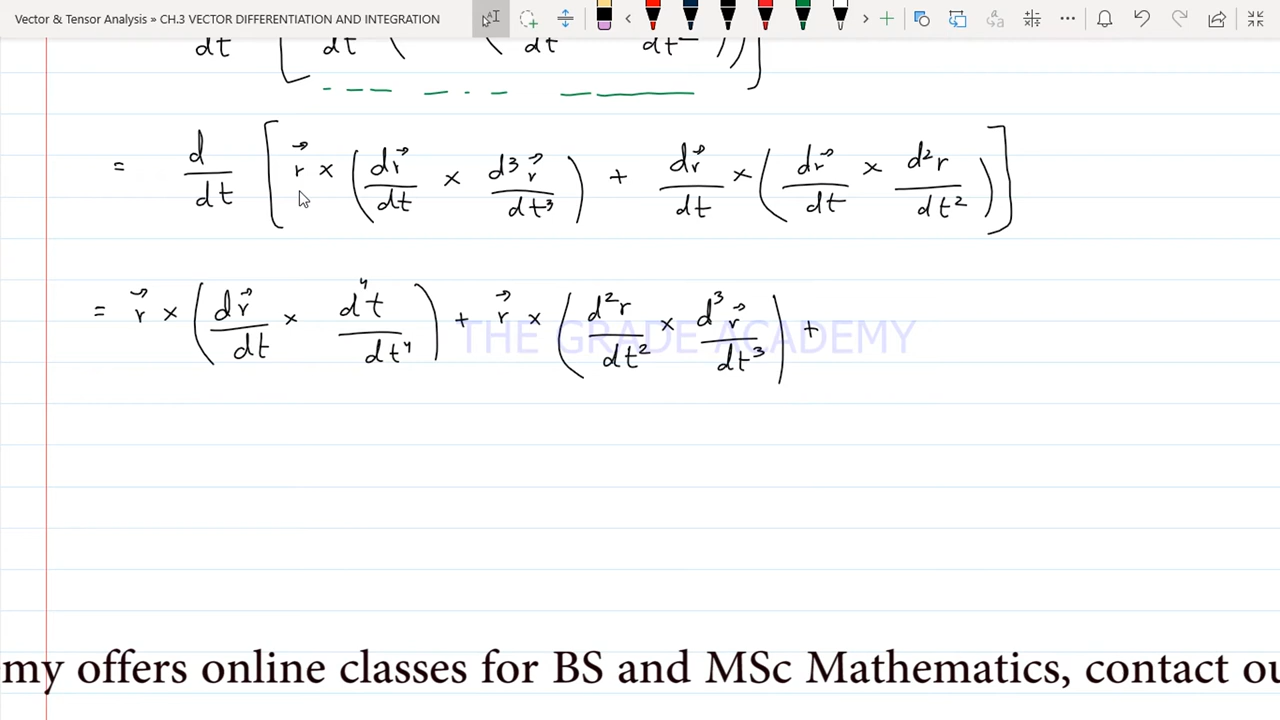 Vector & Tensor Analysis » CH.3 VECTOR DIFFERENTIATION AND INTEGRATION
dt [ dt ( ( dt dt² )) ]
= d/dt [ r⃗ × ( dr⃗/dt × d³r⃗/dt³ ) + dr⃗/dt × ( dr⃗/dt × d²r/dt² ) ]
= r⃗ × ( dr⃗/dt × d⁴t/dt⁴ ) + r⃗ × ( d²r/dt² × d³r⃗/dt³ ) +
THE GRADE ACADEMY
my offers online classes for BS and MSc Mathematics, contact ou